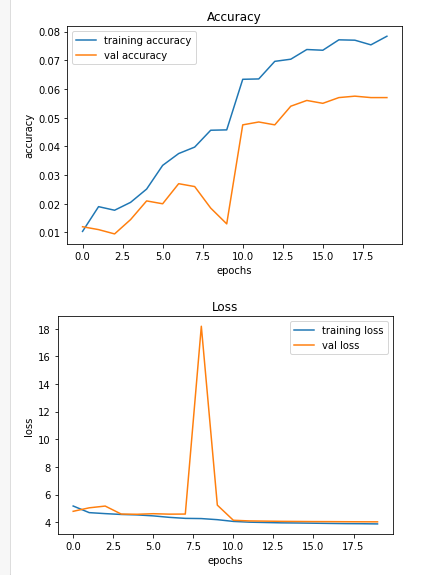 Accuracy
0.08
0.07
0.06
0.05
0.04
0.03
0.02
0.01
accuracy
training accuracy
val accuracy
0.0 2.5 5.0 7.5 10.0 12.5 15.0 17.5
epochs
Loss
18
16
14
12
10
8
6
4
loss
training loss
val loss
0.0 2.5 5.0 7.5 10.0 12.5 15.0 17.5
epochs